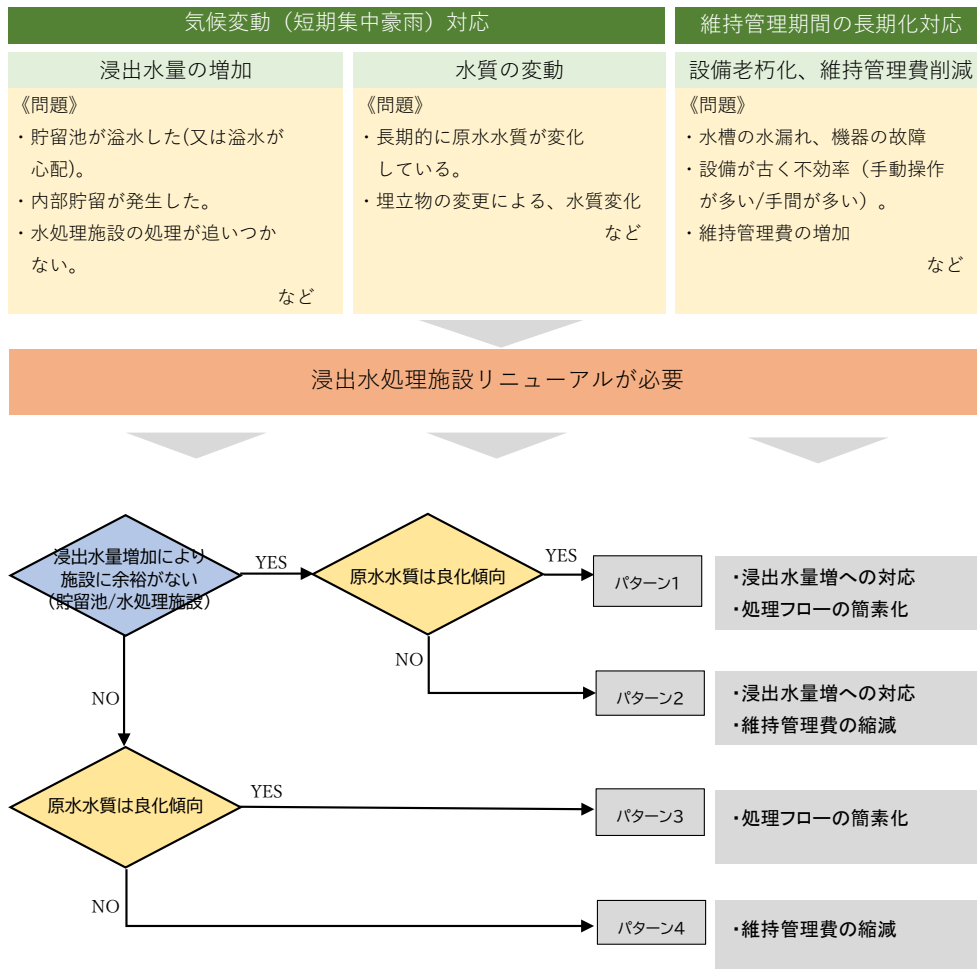 気候変動（短期集中豪雨）対応
維持管理期間の長期化対応
浸出水量の増加
《問題》
・貯留池が溢水した(又は溢水が
心配)。
・内部貯留が発生した。
・水処理施設の処理が追いつか
ない。
など
水質の変動
《問題》
・長期的に原水水質が変化
している。
・埋立物の変更による、水質変化
など
設備老朽化、維持管理費削減
《問題》
・水槽の水漏れ、機器の故障
・設備が古く不効率（手動操作
が多い/手間が多い）。
・維持管理費の増加
など
浸出水処理施設リニューアルが必要
浸出水量増加により
施設に余裕がない
(貯留池/水処理施設)
YES
原水水質は良化傾向
YES
パターン1
・浸出水量増への対応
・処理フローの簡素化
NO
パターン2
・浸出水量増への対応
・維持管理費の縮減
NO
原水水質は良化傾向
YES
パターン3
・処理フローの簡素化
NO
パターン4
・維持管理費の縮減